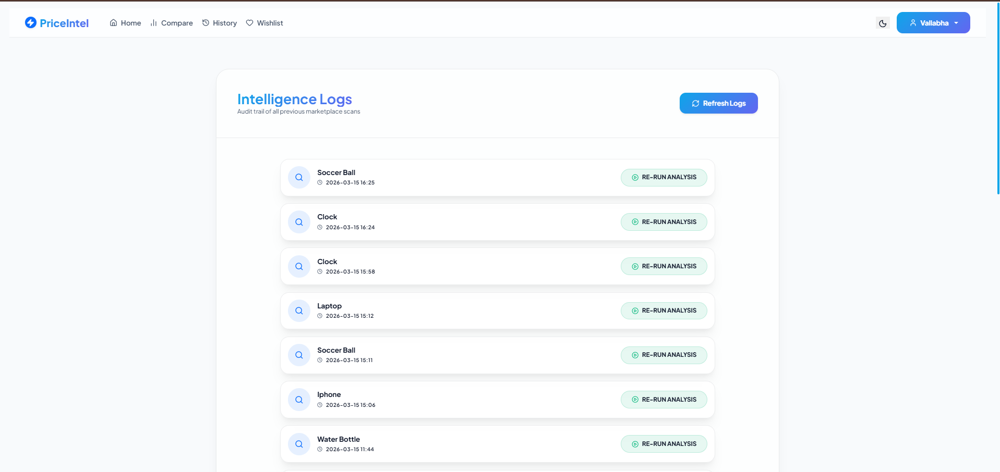 PriceIntel
Home
Compare
History
Wishlist
Vallabha
Intelligence Logs
Audit trail of all previous marketplace scans
Refresh Logs
Soccer Ball
2026-03-15 16:25
RE-RUN ANALYSIS
Clock
2026-03-15 16:24
RE-RUN ANALYSIS
Clock
2026-03-15 15:58
RE-RUN ANALYSIS
Laptop
2026-03-15 15:12
RE-RUN ANALYSIS
Soccer Ball
2026-03-15 15:11
RE-RUN ANALYSIS
Iphone
2026-03-15 15:06
RE-RUN ANALYSIS
Water Bottle
2026-03-15 11:44
RE-RUN ANALYSIS